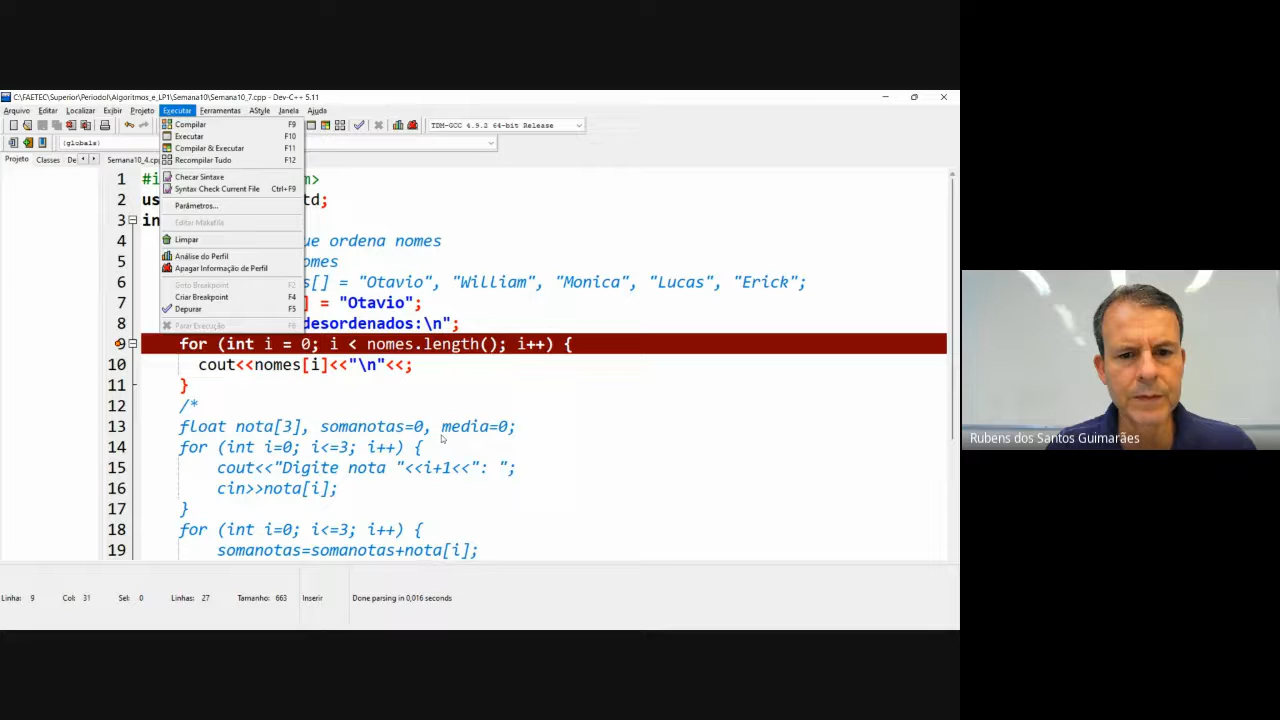 C:\FAETEC\Superior\PeriodoI\Algoritmos_e_LP1\Semana10\Semana10_7.cpp - Dev-C++ 5.11
Arquivo Editar Localizar Exibir Projeto Executar Ferramentas AStyle Janela Ajuda
TDM-GCC 4.9.2 64-bit Release
(globals)
Projeto Classes De Semana10_4.cpp
Compilar F9
Executar F10
Compilar & Executar F11
Recompilar Tudo F12
Checar Sintaxe
Syntax Check Current File Ctrl+F9
Parâmetros...
Editar Makefile
Limpar
Análise do Perfil
Apagar Informação de Perfil
Goto Breakpoint F2
Criar Breakpoint F4
Depurar F5
Parar Execução F6
1 #i m>
2 us td;
3 in
4 ue ordena nomes
5 omes
6 s[] = "Otavio", "William", "Monica", "Lucas", "Erick";
7 ] = "Otavio";
8 desordenados:\n";
9 for (int i = 0; i < nomes.length(); i++) {
10 cout<<nomes[i]<<"\n"<<;
11 }
12 /*
13 float nota[3], somanotas=0, media=0;
14 for (int i=0; i<=3; i++) {
15 cout<<"Digite nota "<<i+1<<": ";
16 cin>>nota[i];
17 }
18 for (int i=0; i<=3; i++) {
19 somanotas=somanotas+nota[i];
Linha: 9 Col: 31 Sel: 0 Linhas: 27 Tamanho: 663 Inserir Done parsing in 0,016 seconds
Rubens dos Santos Guimarães